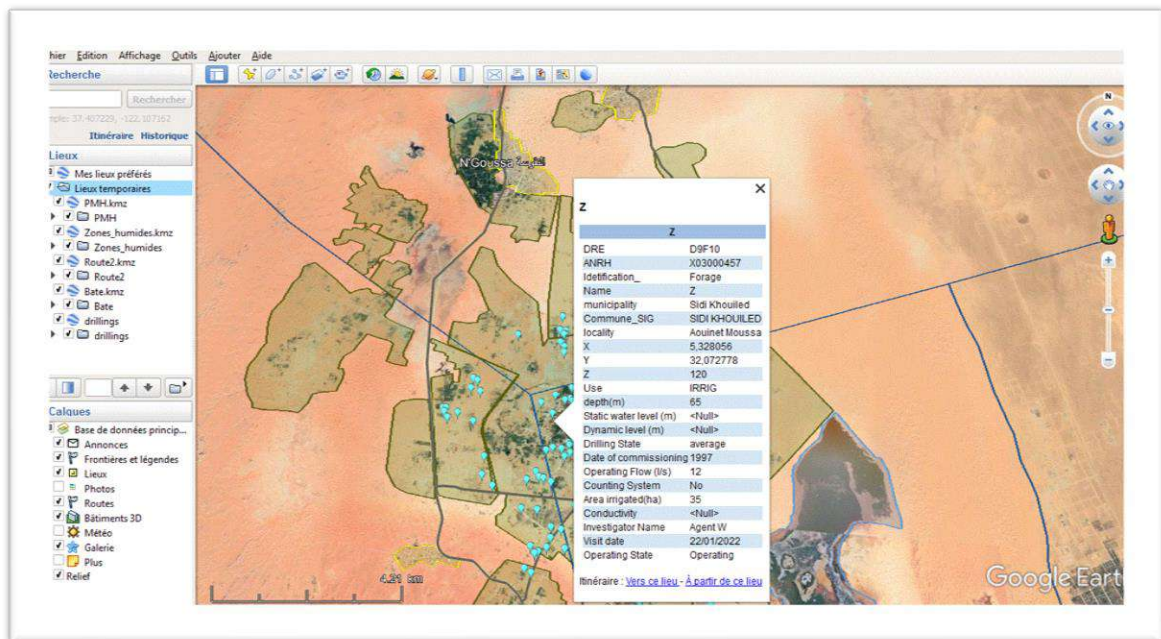 hier Edition Affichage Outils Ajouter Aide
Recherche
Rechercher
mple: 37.407229, -122.107162
Itinéraire Historique
Lieux
Mes lieux préférés
Lieux temporaires
PMH.kmz
PMH
Zones_humides.kmz
Zones_humides
Route2.kmz
Route2
Bate.kmz
Bate
drillings
drillings
Calques
Base de données princip...
Annonces
Frontières et légendes
Lieux
Photos
Routes
Bâtiments 3D
Météo
Galerie
Plus
Relief
N'Goussa
4.21 km
N
Z
Z
DRE D9F10
ANRH X03000457
Idetification_ Forage
Name Z
municipality Sidi Khouiled
Commune_SIG SIDI KHOUILED
locality Aouinet Moussa
X 5,328056
Y 32,072778
Z 120
Use IRRIG
depth(m) 65
Static water level (m) <Null>
Dynamic level (m) <Null>
Drilling State average
Date of commissioning 1997
Operating Flow (l/s) 12
Counting System No
Area irrigated(ha) 35
Conductivity <Null>
Investigator Name Agent W
Visit date 22/01/2022
Operating State Operating
Itinéraire : Vers ce lieu - À partir de ce lieu
Google Eart